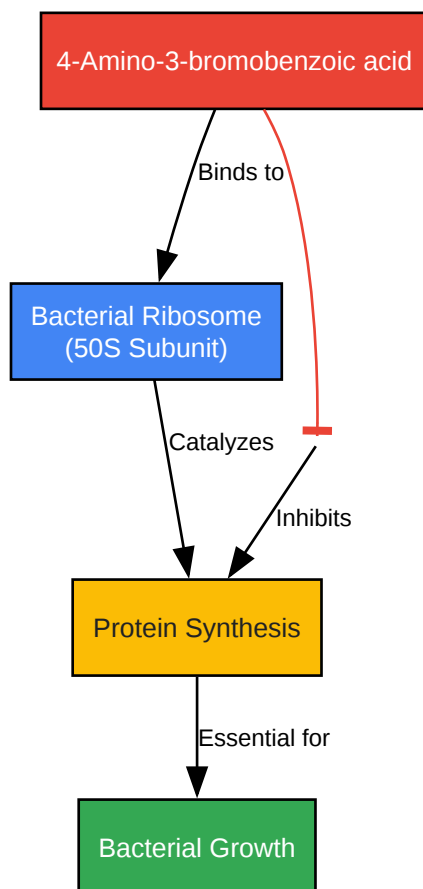 4-Amino-3-bromobenzoic acid
Binds to
Bacterial Ribosome
(50S Subunit)
Catalyzes
Inhibits
Protein Synthesis
Essential for
Bacterial Growth